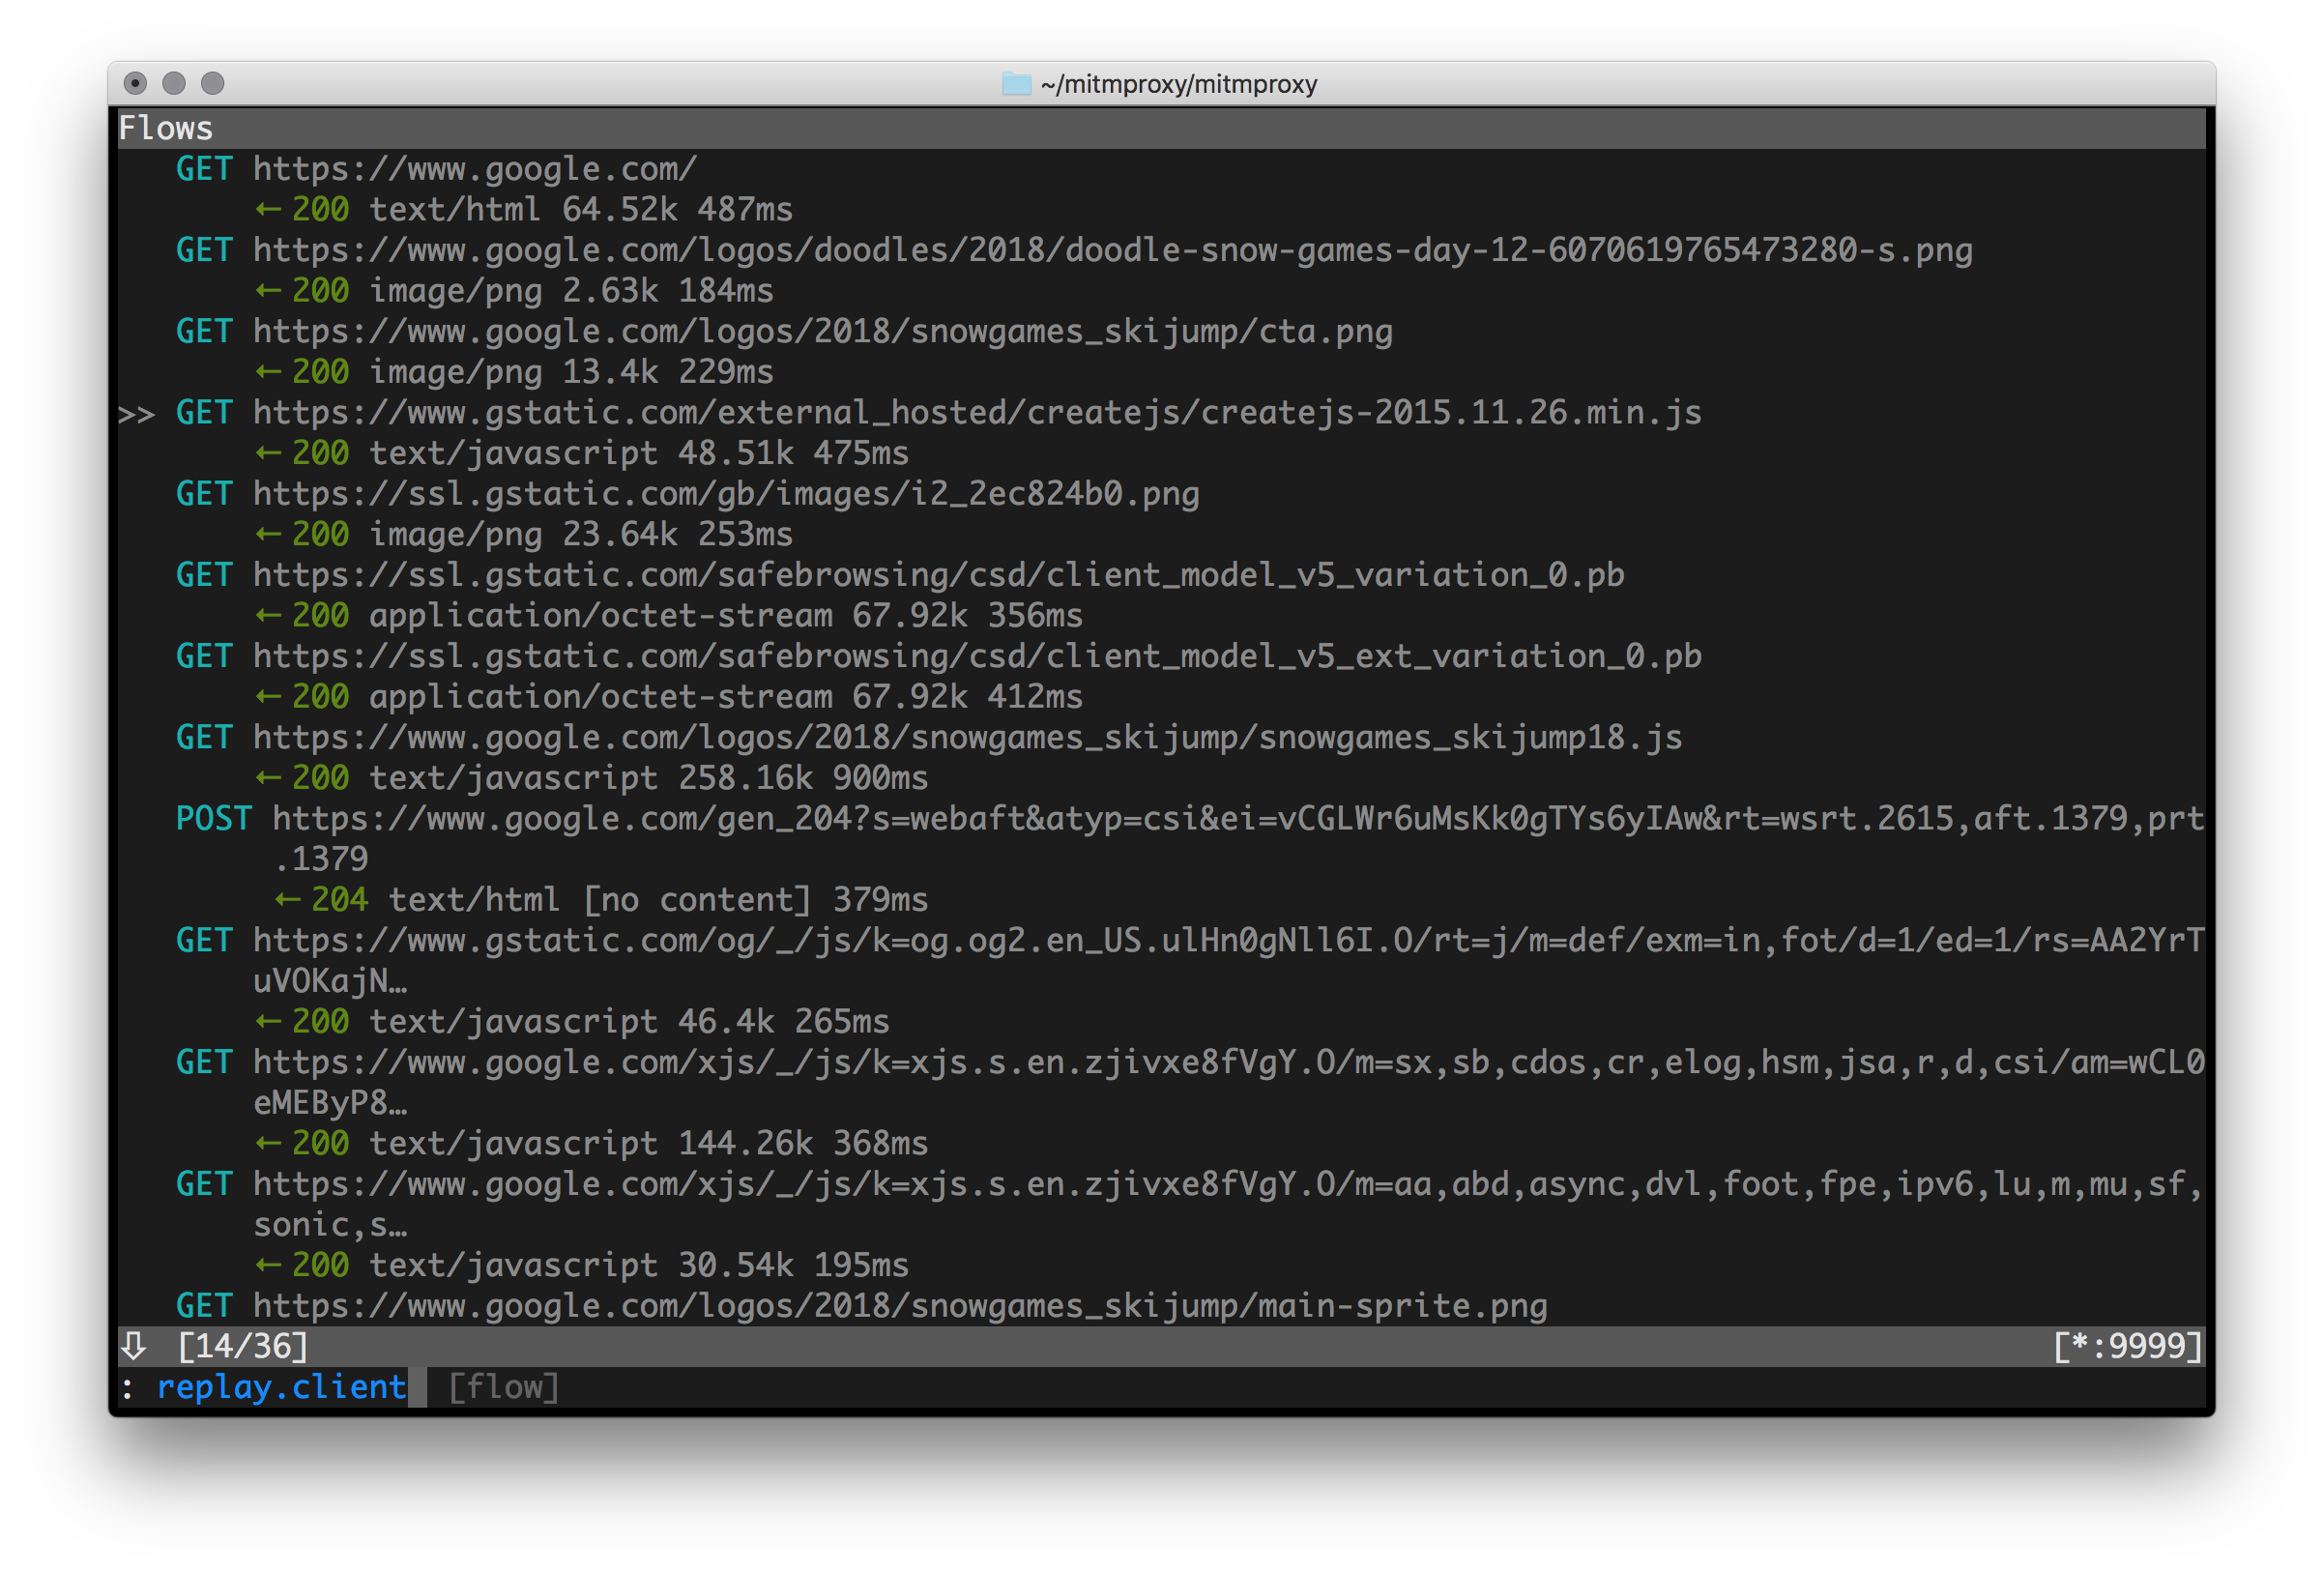 ~/mitmproxy/mitmproxy
Flows
GET https://www.google.com/
← 200 text/html 64.52k 487ms
GET https://www.google.com/logos/doodles/2018/doodle-snow-games-day-12-6070619765473280-s.png
← 200 image/png 2.63k 184ms
GET https://www.google.com/logos/2018/snowgames_skijump/cta.png
← 200 image/png 13.4k 229ms
>> GET https://www.gstatic.com/external_hosted/createjs/createjs-2015.11.26.min.js
← 200 text/javascript 48.51k 475ms
GET https://ssl.gstatic.com/gb/images/i2_2ec824b0.png
← 200 image/png 23.64k 253ms
GET https://ssl.gstatic.com/safebrowsing/csd/client_model_v5_variation_0.pb
← 200 application/octet-stream 67.92k 356ms
GET https://ssl.gstatic.com/safebrowsing/csd/client_model_v5_ext_variation_0.pb
← 200 application/octet-stream 67.92k 412ms
GET https://www.google.com/logos/2018/snowgames_skijump/snowgames_skijump18.js
← 200 text/javascript 258.16k 900ms
POST https://www.google.com/gen_204?s=webaft&atyp=csi&ei=vCGLWr6uMsKk0gTYs6yIAw&rt=wsrt.2615,aft.1379,prt
.1379
← 204 text/html [no content] 379ms
GET https://www.gstatic.com/og/_/js/k=og.og2.en_US.ulHn0gNll6I.O/rt=j/m=def/exm=in,fot/d=1/ed=1/rs=AA2YrT
uVOKajN…
← 200 text/javascript 46.4k 265ms
GET https://www.google.com/xjs/_/js/k=xjs.s.en.zjivxe8fVgY.O/m=sx,sb,cdos,cr,elog,hsm,jsa,r,d,csi/am=wCL0
eMEByP8…
← 200 text/javascript 144.26k 368ms
GET https://www.google.com/xjs/_/js/k=xjs.s.en.zjivxe8fVgY.O/m=aa,abd,async,dvl,foot,fpe,ipv6,lu,m,mu,sf,
sonic,s…
← 200 text/javascript 30.54k 195ms
GET https://www.google.com/logos/2018/snowgames_skijump/main-sprite.png
⇩ [14/36] [*:9999]
: replay.client [flow]